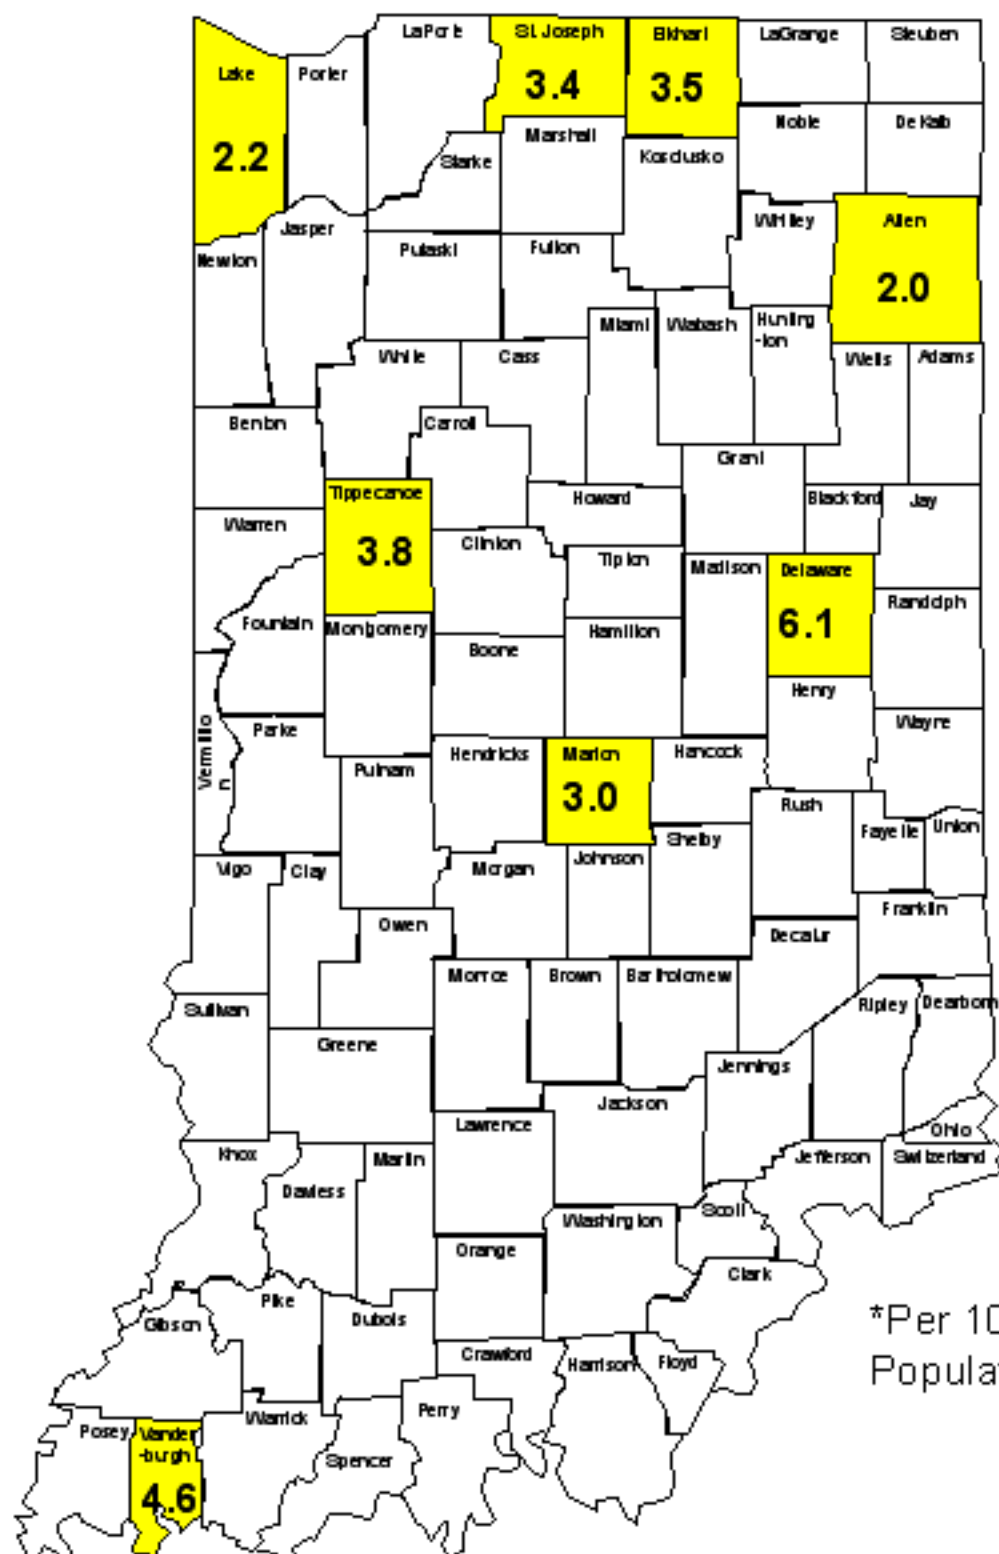 LaPorte
St. Joseph
3.4
Elkhart
3.5
LaGrange
Steuben
Lake
2.2
Porter
Noble
De Kalb
Marshall
Starke
Kosciusko
Jasper
Newton
Pulaski
Fulton
Whitley
Allen
2.0
Miami
Wabash
Hunting
-ton
White
Cass
Wells
Adams
Benton
Carroll
Grant
Tippecanoe
3.8
Howard
Blackford
Jay
Warren
Clinton
Tipton
Madison
Delaware
6.1
Randolph
Fountain
Montgomery
Boone
Hamilton
Henry
Wayne
Vermillio
n
Parke
Putnam
Hendricks
Marion
3.0
Hancock
Rush
Fayette
Union
Shelby
Vigo
Clay
Morgan
Johnson
Owen
Franklin
Decatur
Monroe
Brown
Bartholomew
Ripley
Dearborn
Sullivan
Greene
Jennings
Jackson
Lawrence
Ohio
Knox
Martin
Jefferson
Switzerland
Daviess
Scott
Washington
Orange
Clark
Pike
Dubois
Gibson
*Per 10
Populat
Crawford
Harrison
Floyd
Perry
Warrick
Posey
Vander
-burgh
4.6
Spencer